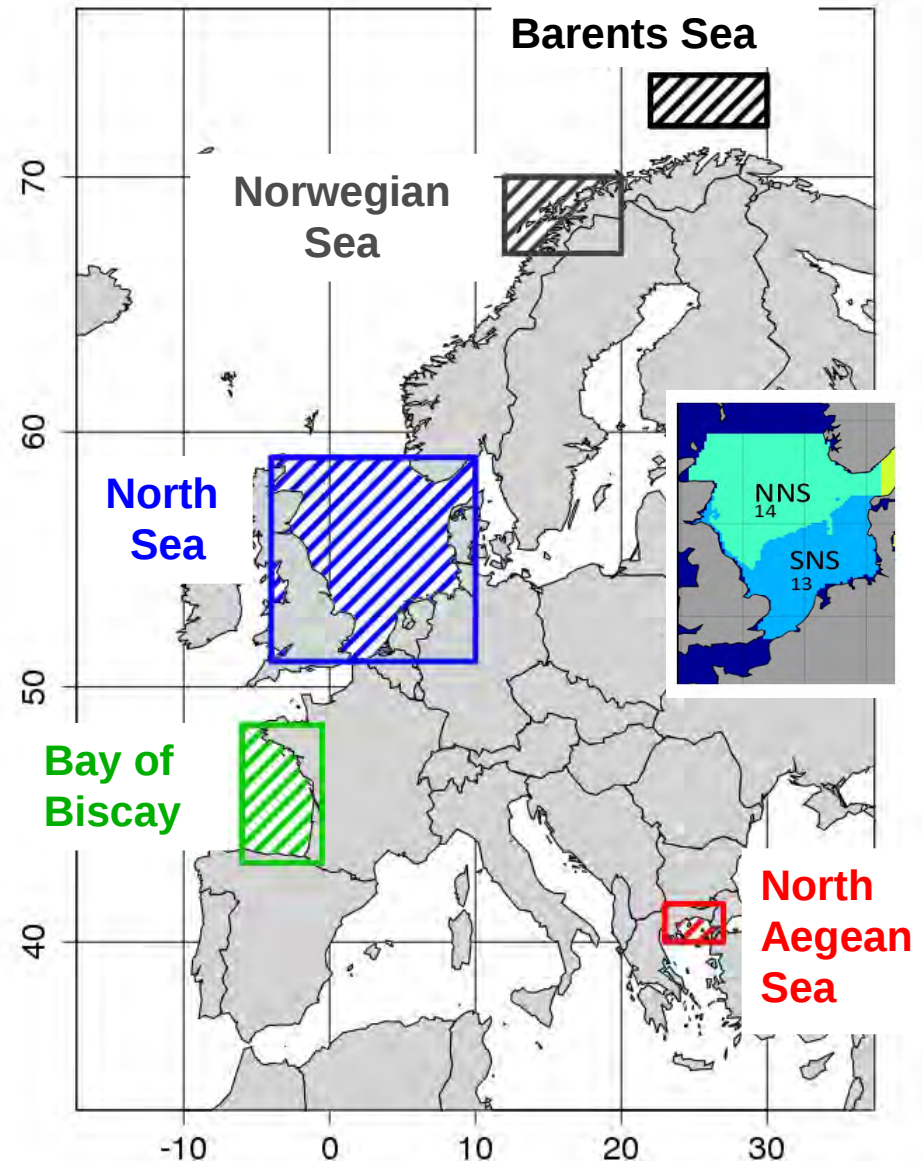 Barents Sea
70
Norwegian
Sea
60
North
Sea
NNS
14
SNS
13
50
Bay of
Biscay
North
Aegean
Sea
40
-10
0
10
20
30